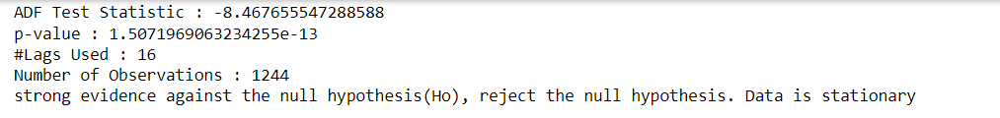 ADF Test Statistic : -8.467655547288588
p-value : 1.5071969063234255e-13
#Lags Used : 16
Number of Observations : 1244
strong evidence against the null hypothesis(Ho), reject the null hypothesis. Data is stationary